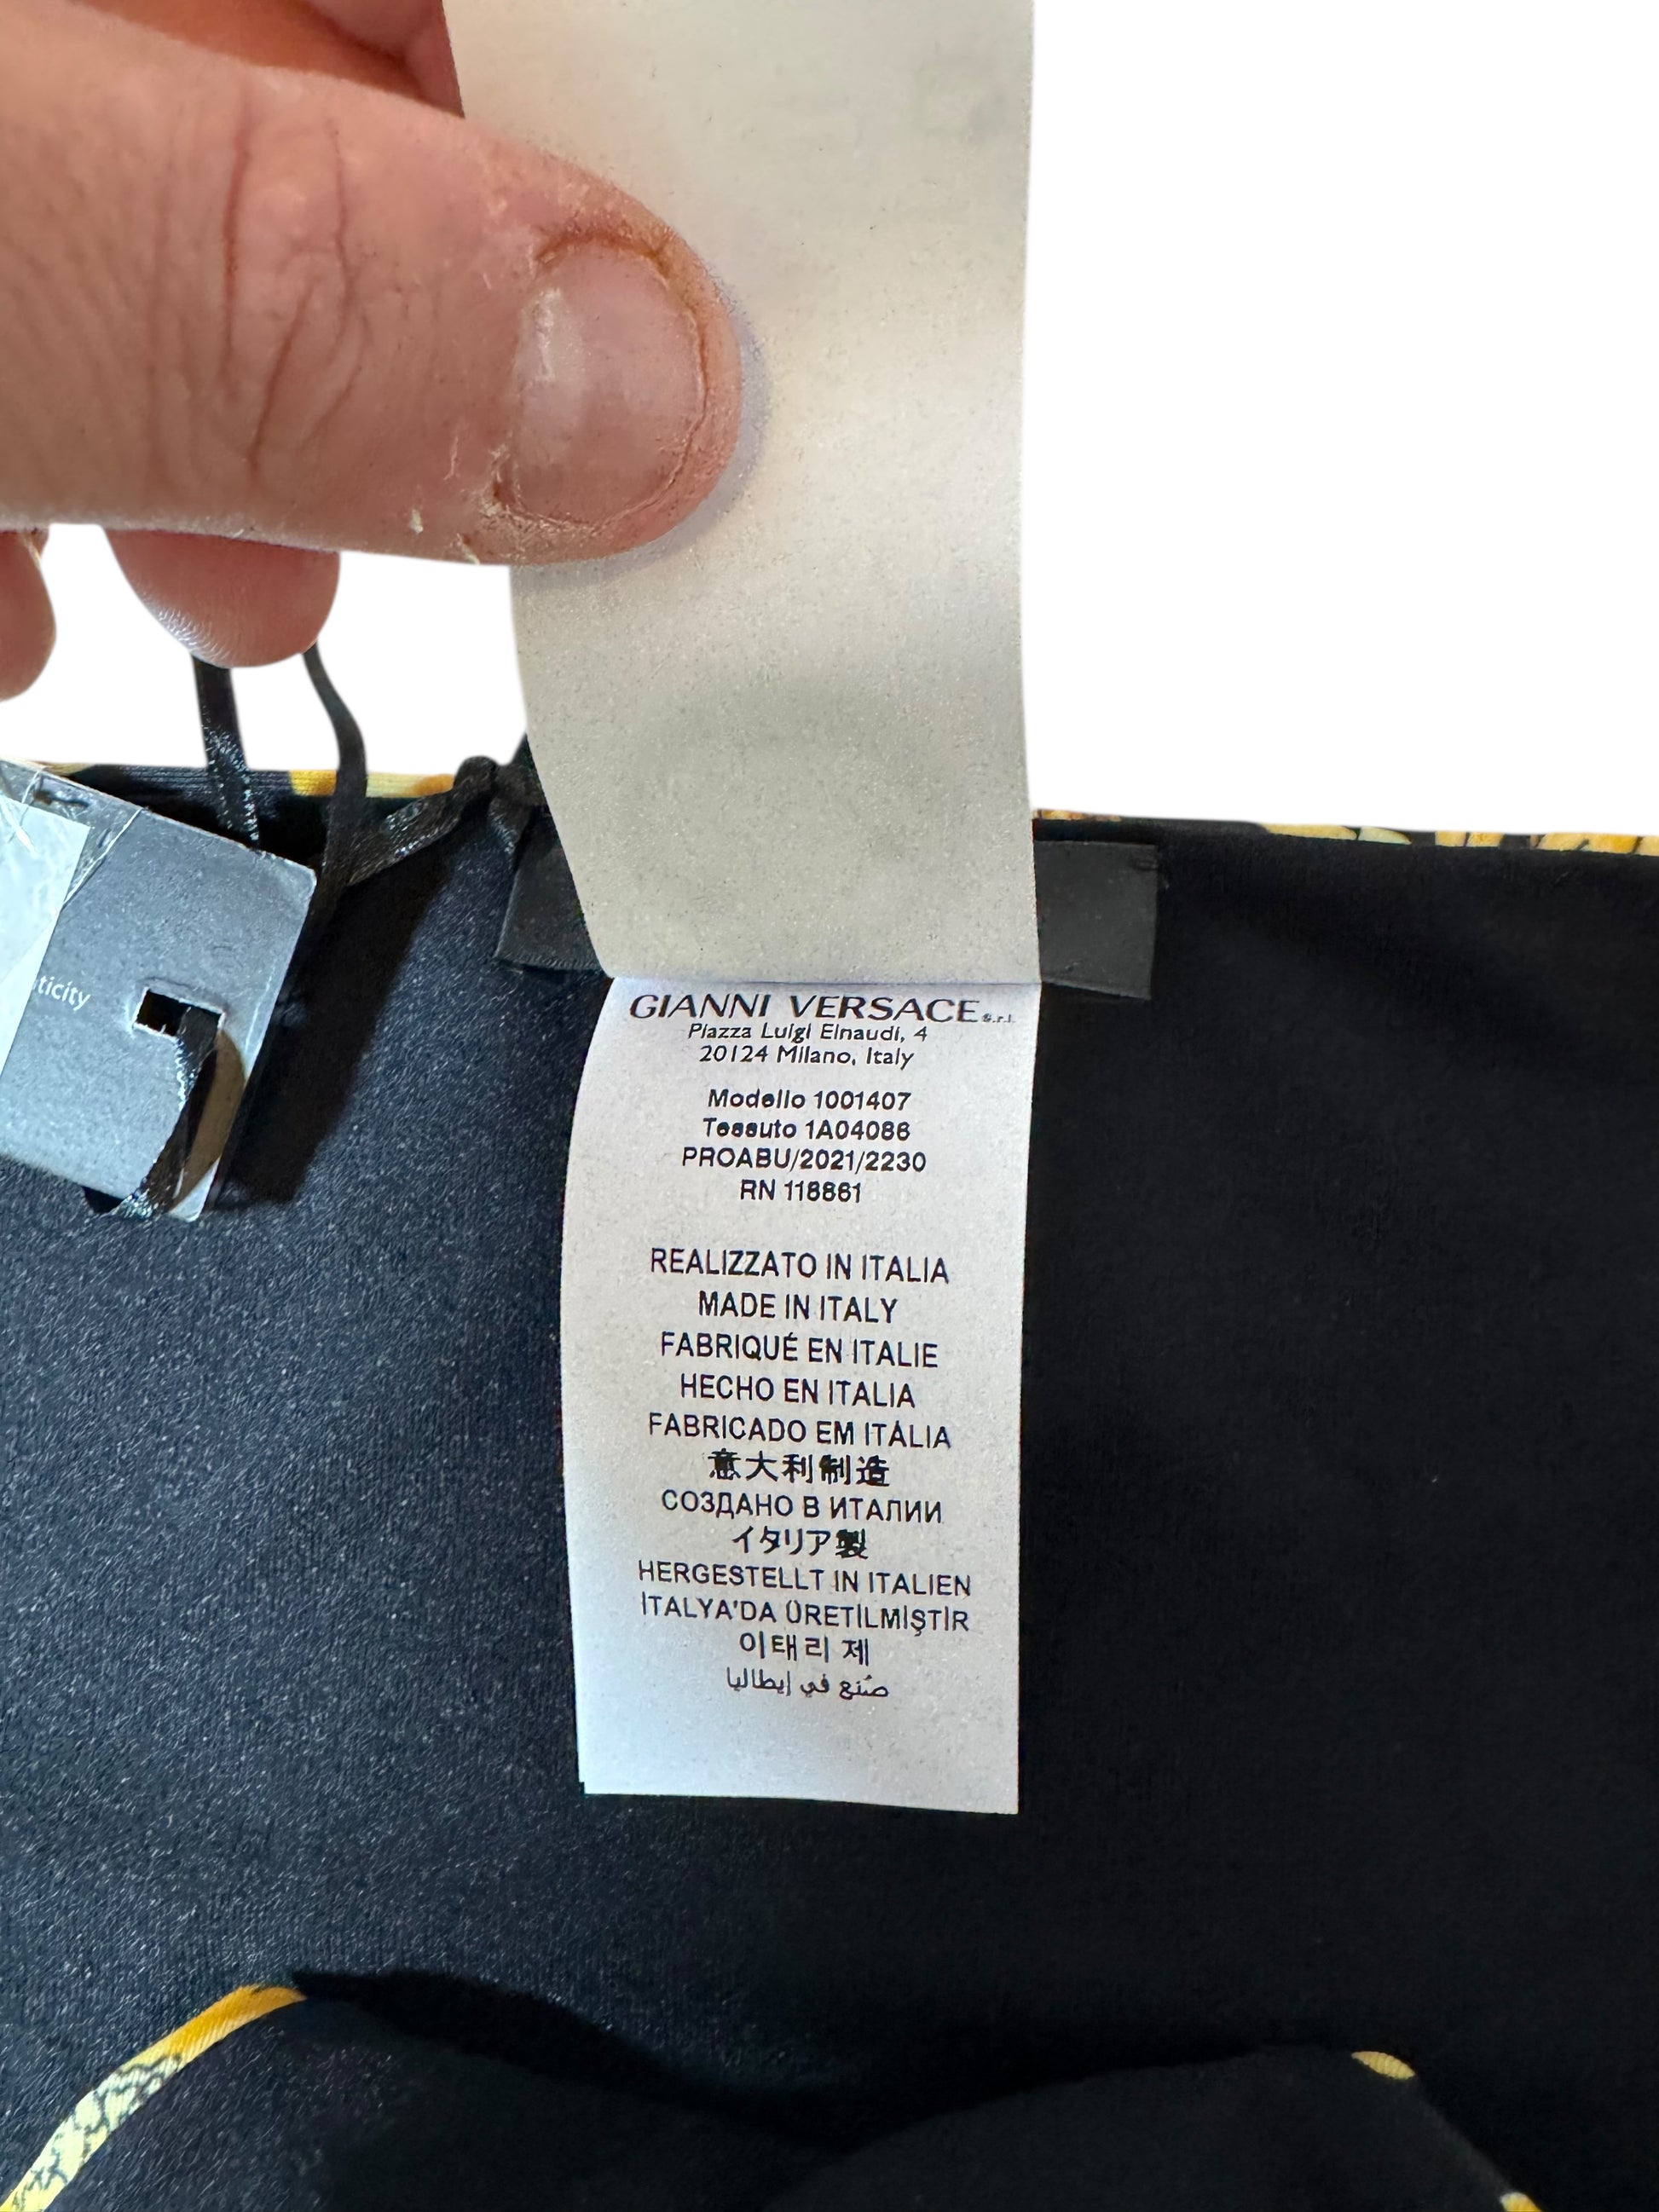 ticity
GIANNI VERSACE s.r.l.
Piazza Luigi Einaudi, 4
20124 Milano, Italy
Modello 1001407
Tessuto 1A04086
PROABU/2021/2230
RN 118861
REALIZZATO IN ITALIA
MADE IN ITALY
FABRIQUÉ EN ITALIE
HECHO EN ITALIA
FABRICADO EM ITÁLIA
意大利制造
СОЗДАНО В ИТАЛИИ
イタリア製
HERGESTELLT IN ITALIEN
İTALYA'DA ÜRETİLMİŞTİR
이태리 제
صُنع في إيطاليا